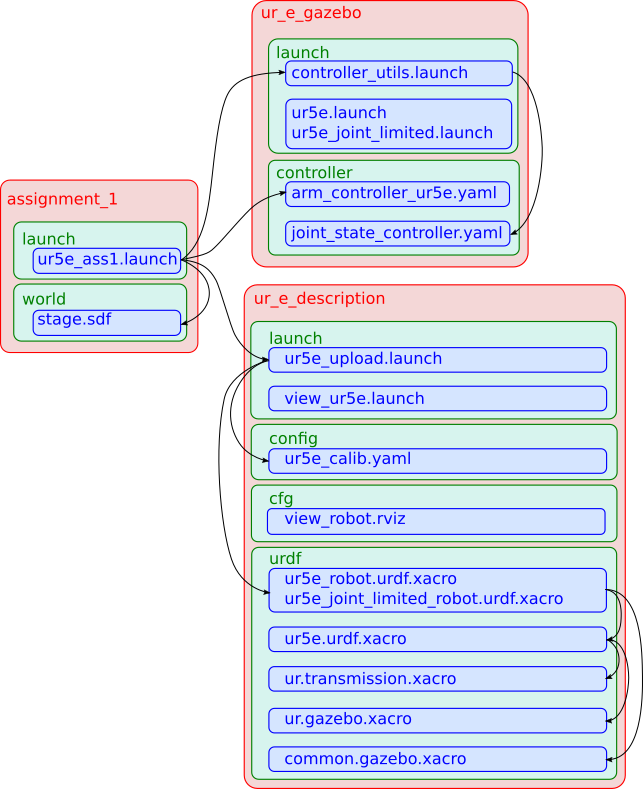 ur_e_gazebo
launch
controller_utils.launch
ur5e.launch
ur5e_joint_limited.launch
controller
arm_controller_ur5e.yaml
joint_state_controller.yaml
assignment_1
launch
ur5e_ass1.launch
world
stage.sdf
ur_e_description
launch
ur5e_upload.launch
view_ur5e.launch
config
ur5e_calib.yaml
cfg
view_robot.rviz
urdf
ur5e_robot.urdf.xacro
ur5e_joint_limited_robot.urdf.xacro
ur5e.urdf.xacro
ur.transmission.xacro
ur.gazebo.xacro
common.gazebo.xacro